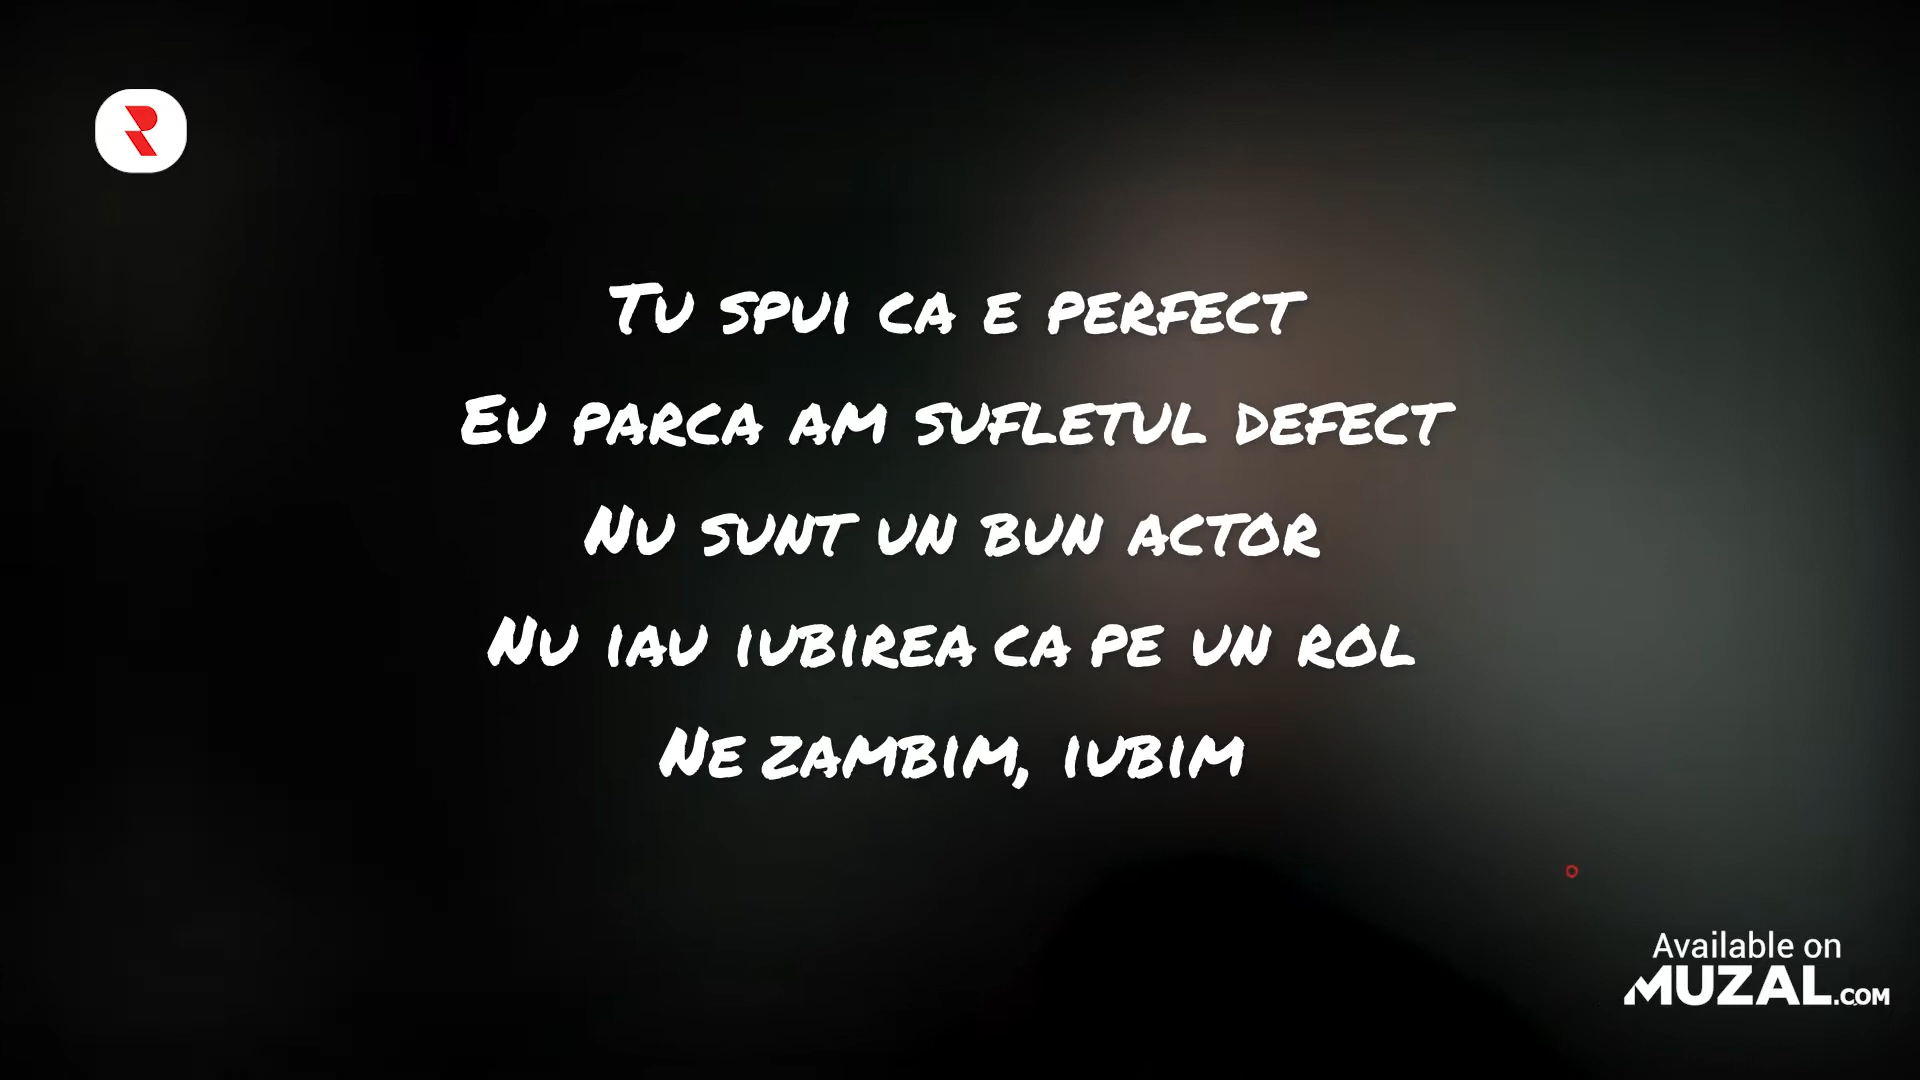 R
Tu spui ca e perfect
Eu parca am sufletul defect
Nu sunt un bun actor
Nu iau iubirea ca pe un rol
Ne zambim, iubim
Available on
MUZAL.COM